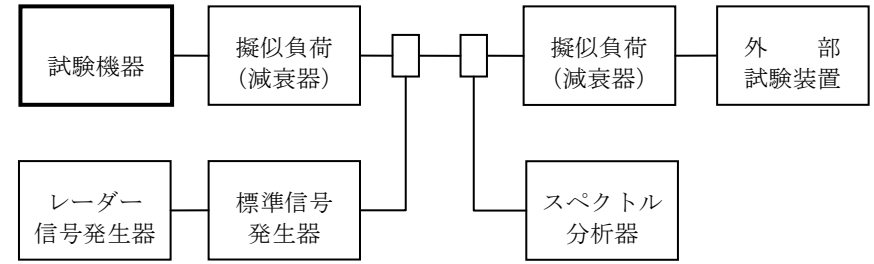 試験機器
擬似負荷
（減衰器）
擬似負荷
（減衰器）
外　　部
試験装置
レーダー
信号発生器
標準信号
発生器
スペクトル
分析器